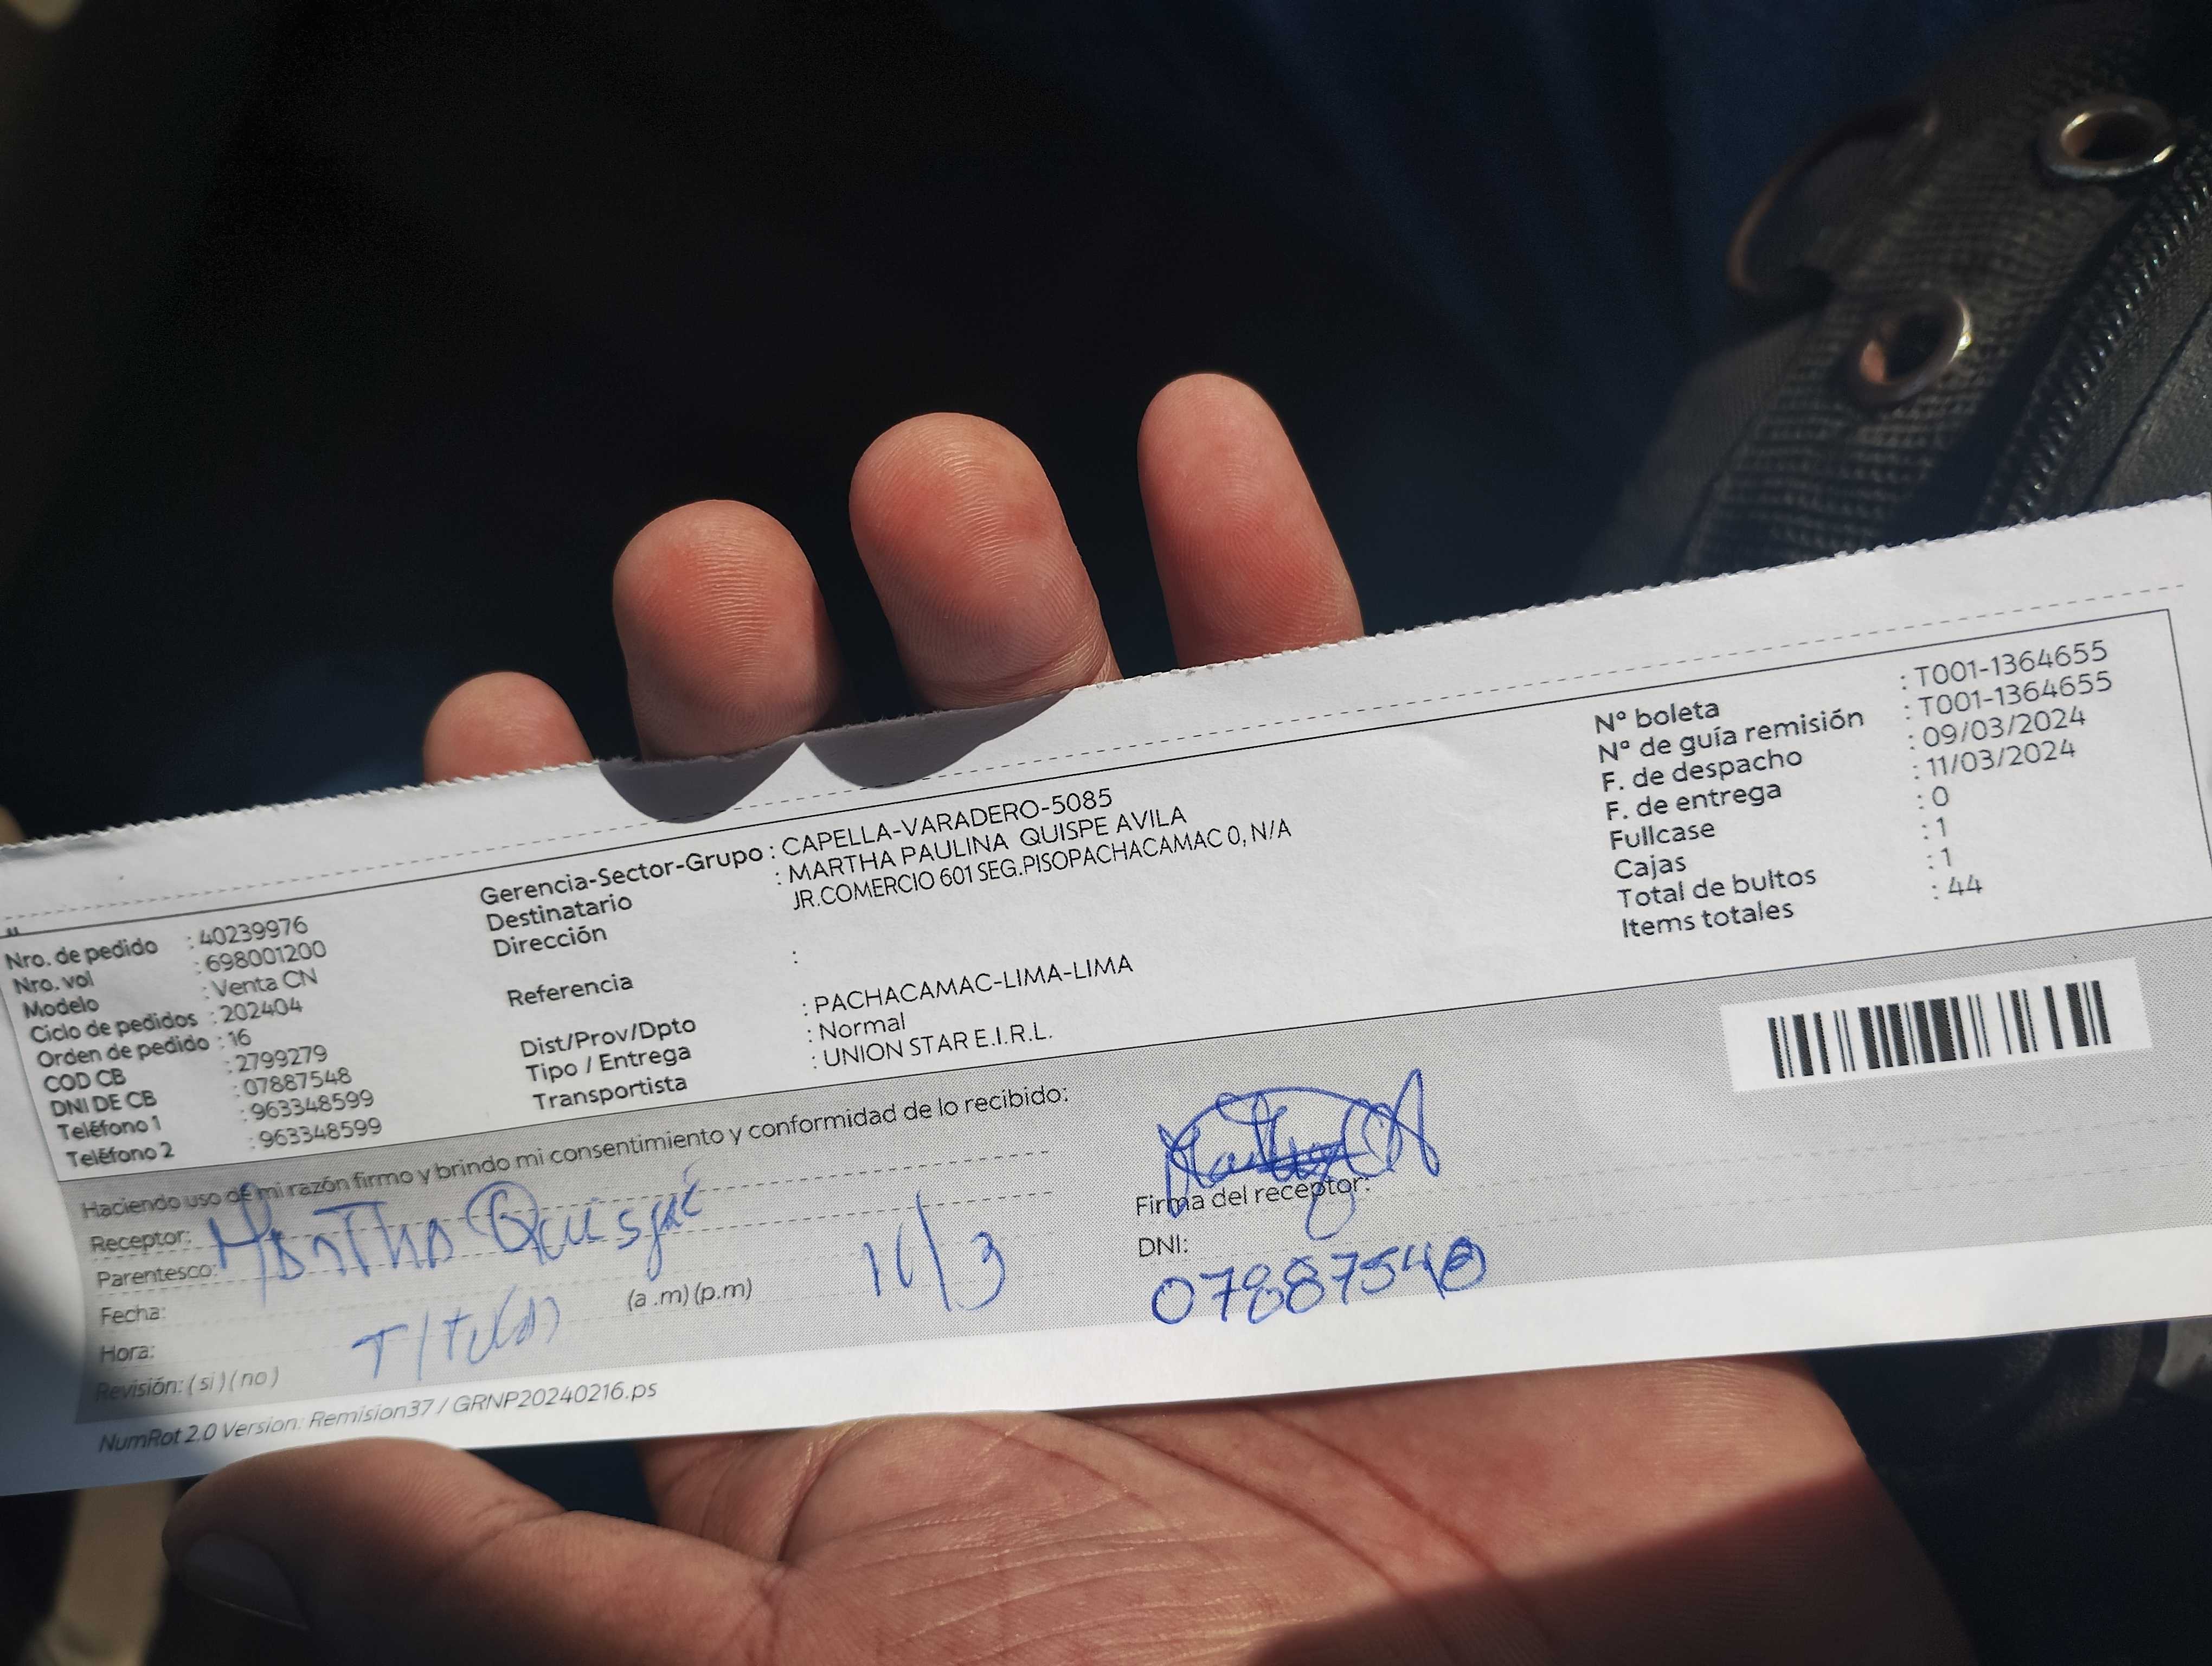 Nro. de pedido : 40239976
Nro. vol : 698001200
Modelo : Venta CN
Ciclo de pedidos : 202404
Orden de pedido : 16
COD CB : 2799279
DNI DE CB : 07887548
Teléfono 1 : 963348599
Teléfono 2 : 963348599
Gerencia-Sector-Grupo : CAPELLA-VARADERO-5085
Destinatario : MARTHA PAULINA QUISPE AVILA
Dirección JR.COMERCIO 601 SEG.PISOPACHACAMAC 0, N/A
Referencia :
Dist/Prov/Dpto : PACHACAMAC-LIMA-LIMA
Tipo / Entrega : Normal
Transportista : UNION STAR E.I.R.L.
N° boleta : T001-1364655
N° de guía remisión : T001-1364655
F. de despacho : 09/03/2024
F. de entrega : 11/03/2024
Fullcase : 0
Cajas : 1
Total de bultos : 1
Items totales : 44
Haciendo uso de mi razón firmo y brindo mi consentimiento y conformidad de lo recibido:
Receptor: Martha Quispe
Parentesco:
Fecha: 11/3
Hora: (a .m) (p.m)
Revisión: ( si ) ( no )
Firma del receptor:
DNI:
07887548
NumRot 2.0 Version: Remision37 / GRNP20240216.ps